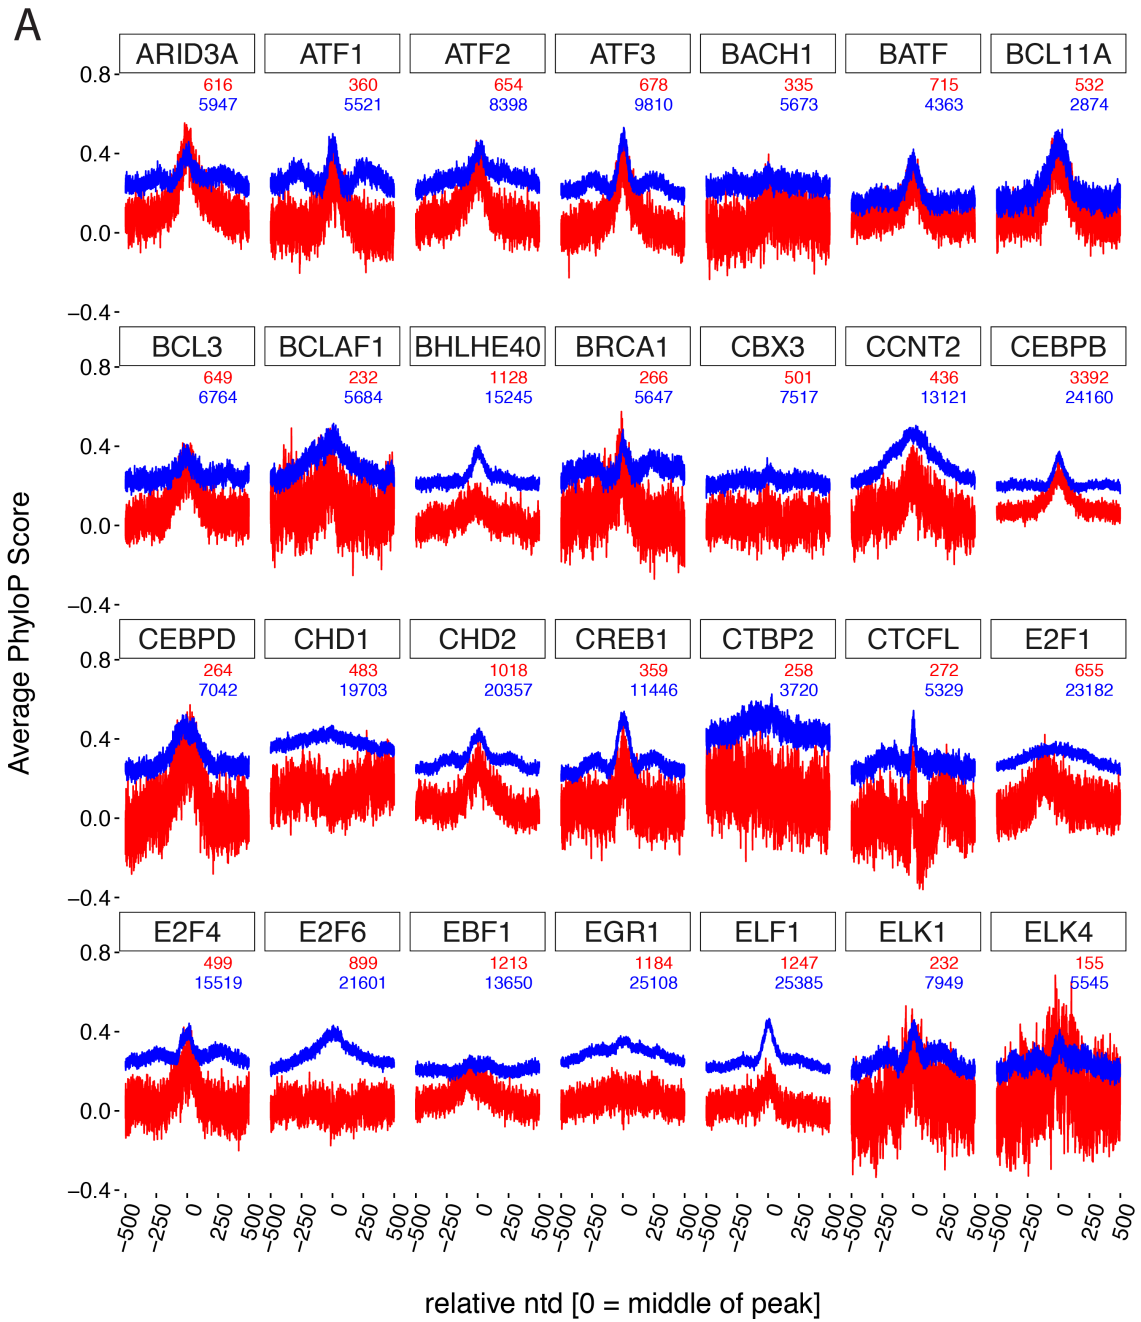 A
ARID3A ATF1 ATF2 ATF3 BACH1 BATF BCL11A
0.8
616 360 654 678 335 715 532
5947 5521 8398 9810 5673 4363 2874
0.4
0.0
−0.4
BCL3 BCLAF1 BHLHE40 BRCA1 CBX3 CCNT2 CEBPB
0.8
649 232 1128 266 501 436 3392
6764 5684 15245 5647 7517 13121 24160
0.4
0.0
−0.4
CEBPD CHD1 CHD2 CREB1 CTBP2 CTCFL E2F1
0.8
264 483 1018 359 258 272 655
7042 19703 20357 11446 3720 5329 23182
0.4
0.0
−0.4
E2F4 E2F6 EBF1 EGR1 ELF1 ELK1 ELK4
0.8
499 899 1213 1184 1247 232 155
15519 21601 13650 25108 25385 7949 5545
0.4
0.0
−0.4
Average PhyloP Score
−500 −250 0 250 500 −500 −250 0 250 500 −500 −250 0 250 500 −500 −250 0 250 500 −500 −250 0 250 500 −500 −250 0 250 500 −500 −250 0 250 500
relative ntd [0 = middle of peak]